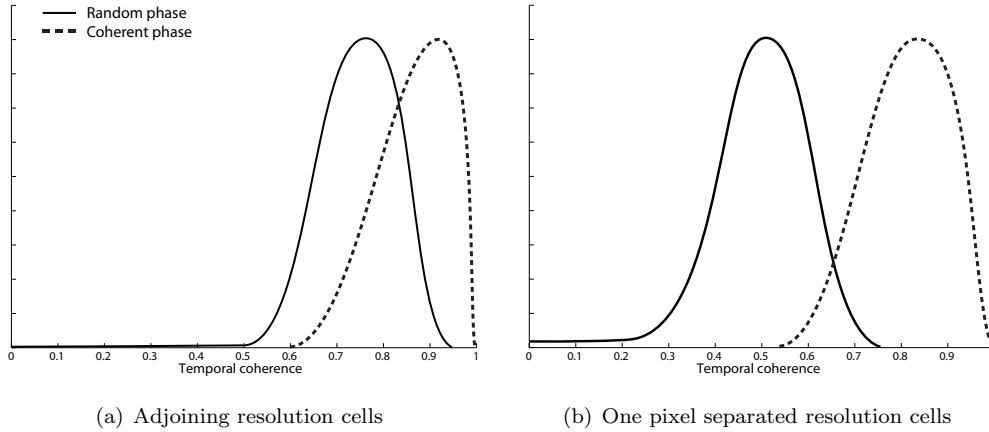 Random phase
Coherent phase
0 0.1 0.2 0.3 0.4 0.5 0.6 0.7 0.8 0.9 1
Temporal coherence
(a) Adjoining resolution cells
0 0.1 0.2 0.3 0.4 0.5 0.6 0.7 0.8 0.9
Temporal coherence
(b) One pixel separated resolution cells